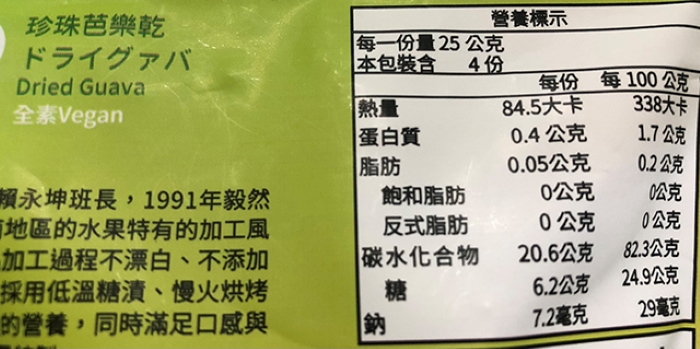 珍珠芭樂乾
ドライグァバ
Dried Guava
全素Vegan
賴永坤班長，1991年毅然
地區的水果特有的加工風
加工過程不漂白、不添加
採用低溫糖漬、慢火烘烤
的營養，同時滿足口感與
營養標示
每一份量25公克
本包裝含 4份
每份 每100公克
熱量 84.5大卡 338大卡
蛋白質 0.4公克 1.7公克
脂肪 0.05公克 0.2公克
飽和脂肪 0公克 0公克
反式脂肪 0公克 0公克
碳水化合物 20.6公克 82.3公克
糖 6.2公克 24.9公克
鈉 7.2毫克 29毫克